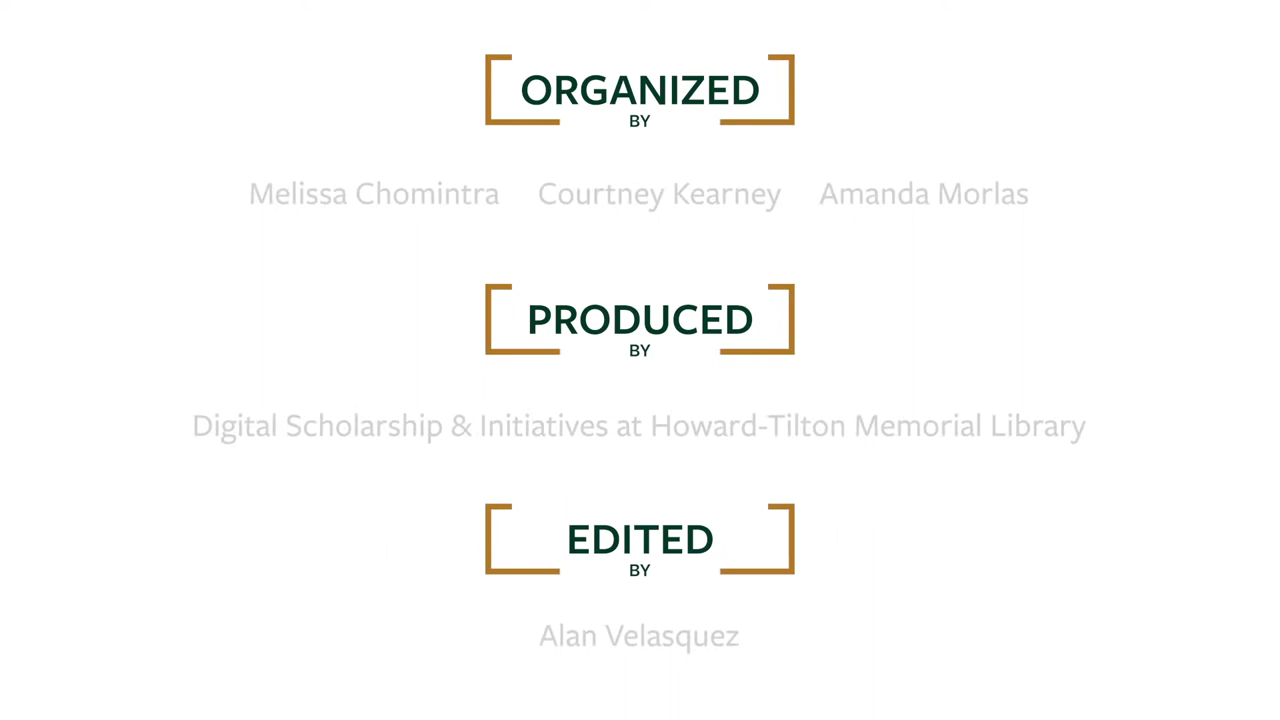 ORGANIZED
BY
Melissa Chomintra Courtney Kearney Amanda Morlas
PRODUCED
BY
Digital Scholarship & Initiatives at Howard-Tilton Memorial Library
EDITED
BY
Alan Velasquez